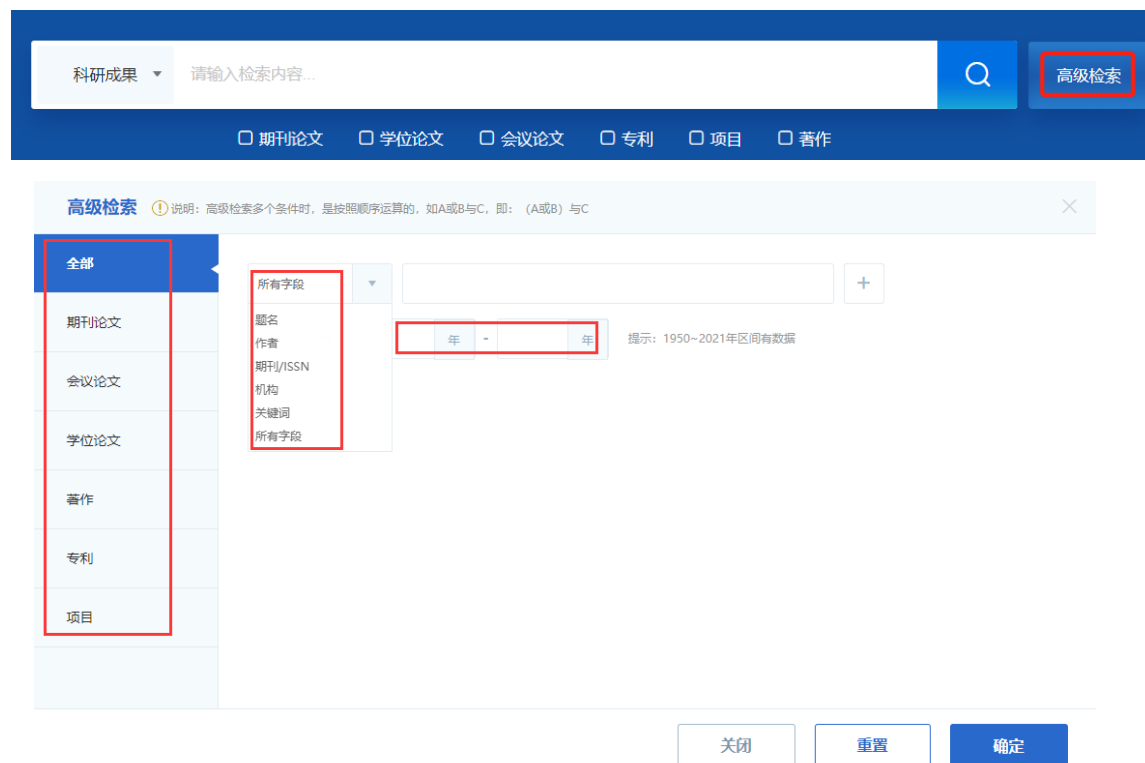 科研成果 请输入检索内容... 高级检索
期刊论文 学位论文 会议论文 专利 项目 著作
高级检索 说明：高级检索多个条件时，是按照顺序运算的，如A或B与C，即：（A或B）与C
全部
期刊论文
会议论文
学位论文
著作
专利
项目
所有字段
题名
作者
期刊/ISSN
机构
关键词
所有字段
年 - 年 提示：1950~2021年区间有数据
关闭 重置 确定